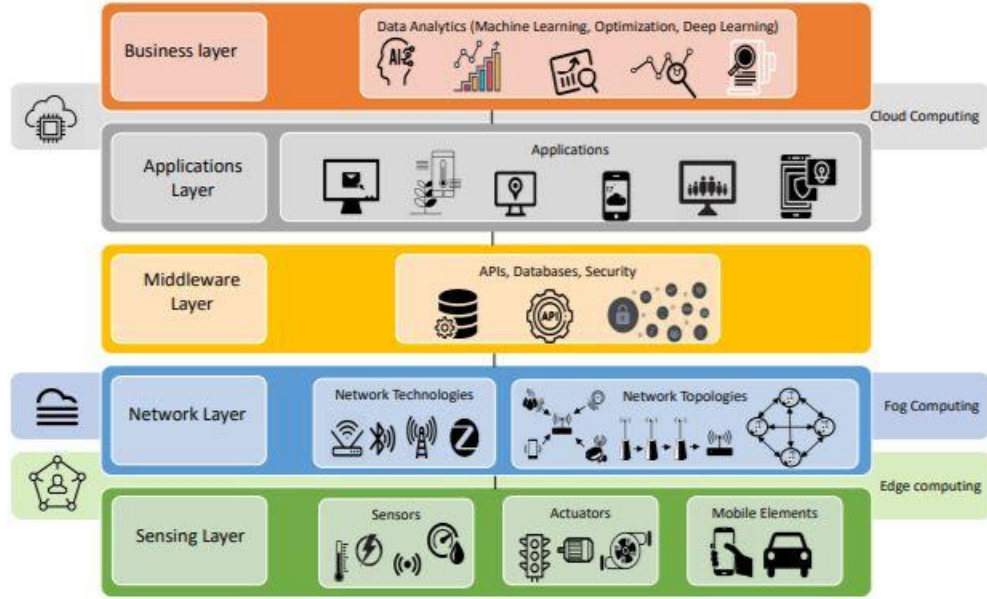 Business layer
Data Analytics (Machine Learning, Optimization, Deep Learning)
AI
Cloud Computing
Applications
Layer
Applications
Middleware
Layer
APIs, Databases, Security
API
Network Layer
Network Technologies
Network Topologies
Fog Computing
Edge computing
Sensing Layer
Sensors
Actuators
Mobile Elements